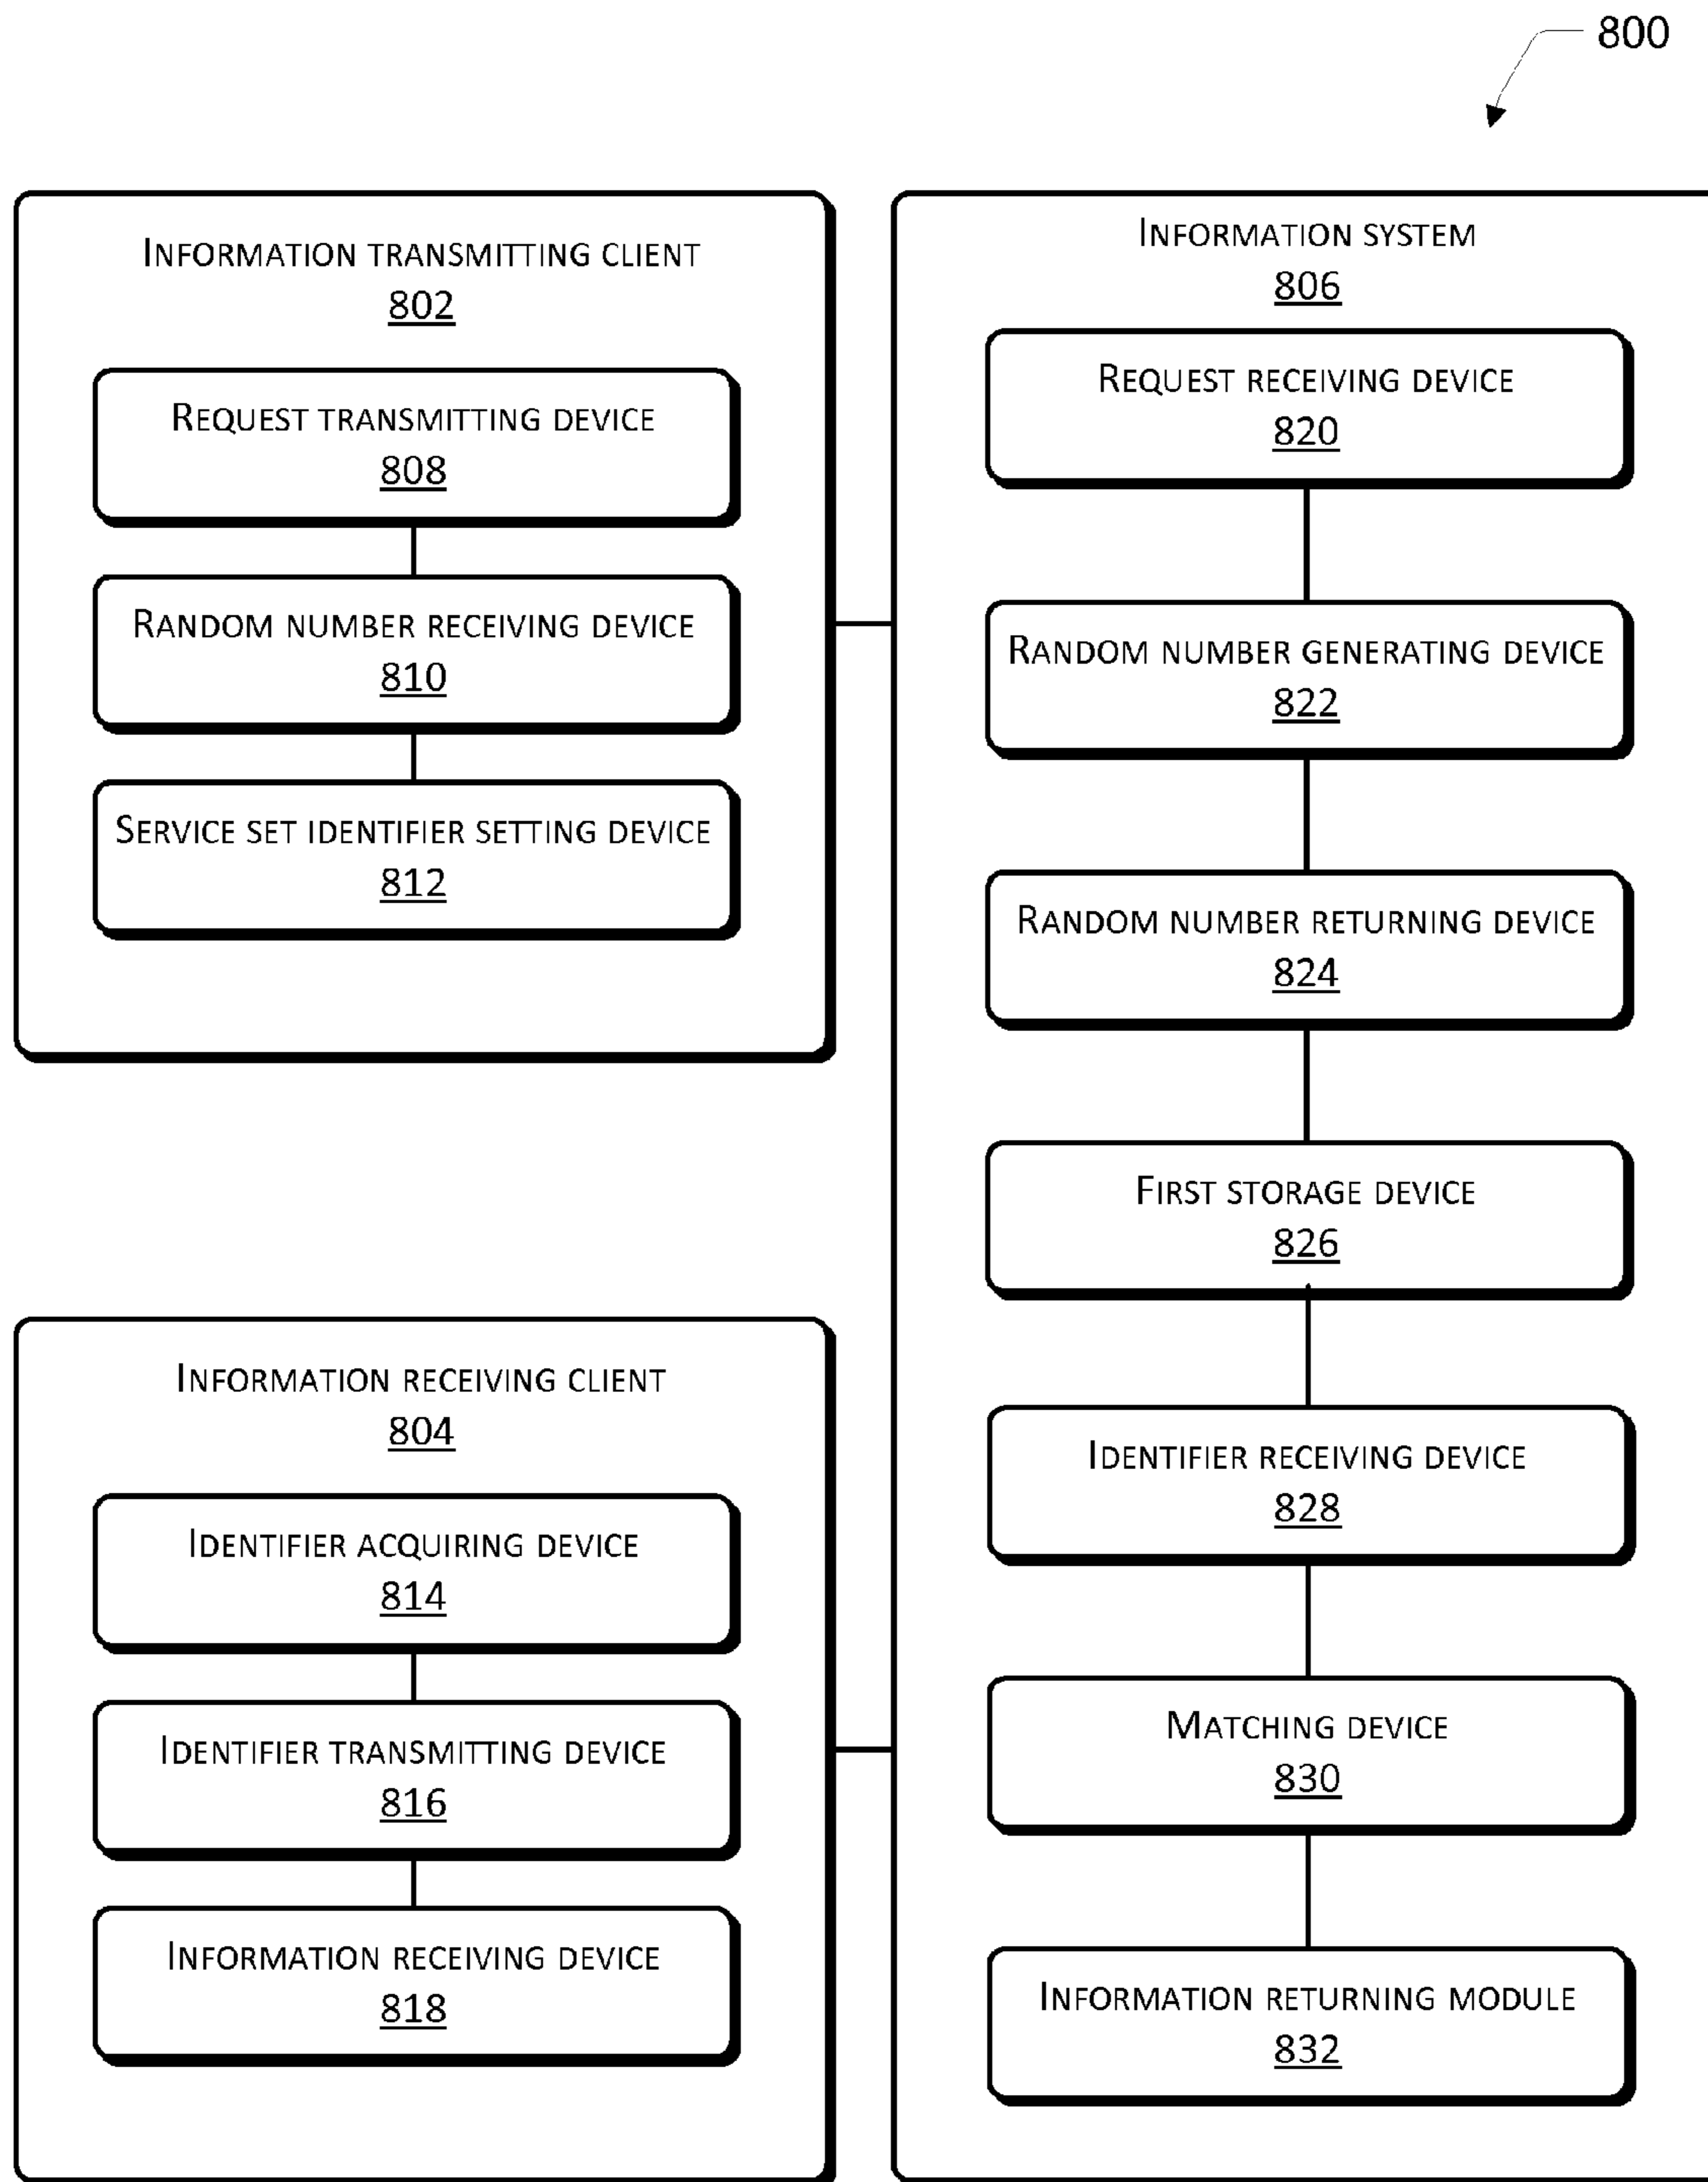 800
INFORMATION TRANSMITTING CLIENT
802
REQUEST TRANSMITTING DEVICE
808
RANDOM NUMBER RECEIVING DEVICE
810
SERVICE SET IDENTIFIER SETTING DEVICE
812
INFORMATION RECEIVING CLIENT
804
IDENTIFIER ACQUIRING DEVICE
814
IDENTIFIER TRANSMITTING DEVICE
816
INFORMATION RECEIVING DEVICE
818
INFORMATION SYSTEM
806
REQUEST RECEIVING DEVICE
820
RANDOM NUMBER GENERATING DEVICE
822
RANDOM NUMBER RETURNING DEVICE
824
FIRST STORAGE DEVICE
826
IDENTIFIER RECEIVING DEVICE
828
MATCHING DEVICE
830
INFORMATION RETURNING MODULE
832